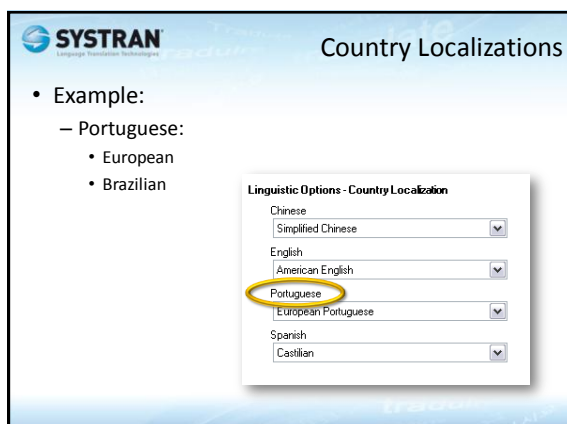 SYSTRAN
Language Translation Technologies
Country Localizations
• Example:
– Portuguese:
• European
• Brazilian
Linguistic Options - Country Localization
Chinese
Simplified Chinese
English
American English
Portuguese
European Portuguese
Spanish
Castilian